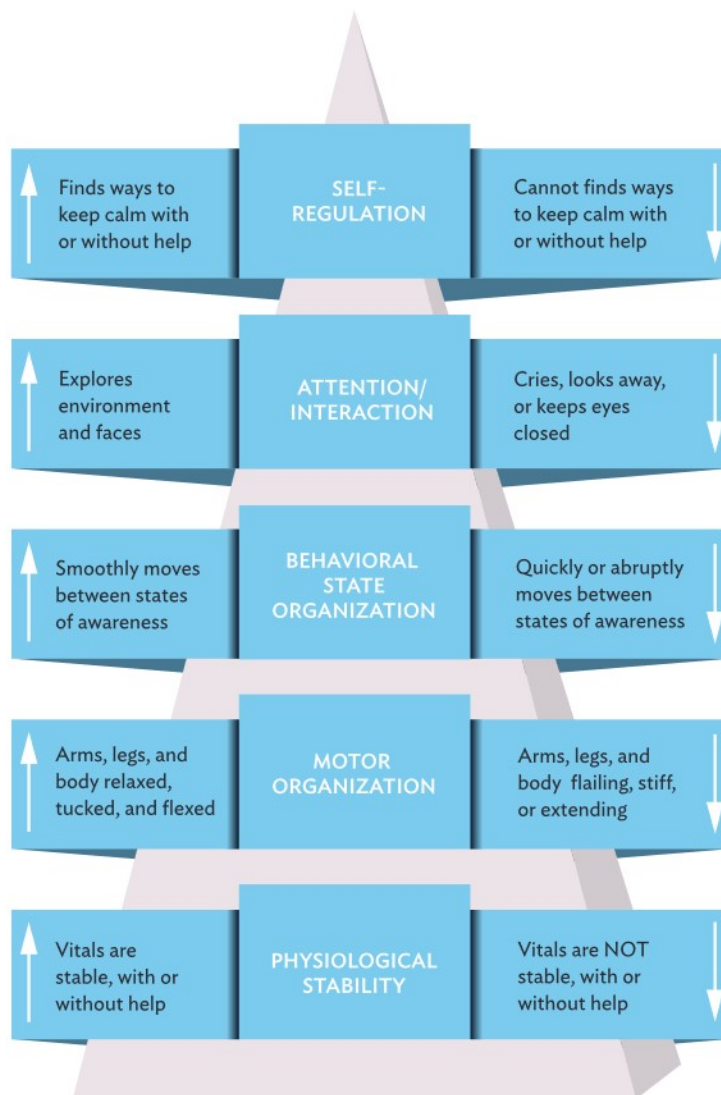 Finds ways to
keep calm with
or without help
SELF-
REGULATION
Cannot finds ways
to keep calm with
or without help
Explores
environment
and faces
ATTENTION/
INTERACTION
Cries, looks away,
or keeps eyes
closed
Smoothly moves
between states
of awareness
BEHAVIORAL
STATE
ORGANIZATION
Quickly or abruptly
moves between
states of awareness
Arms, legs, and
body relaxed,
tucked, and flexed
MOTOR
ORGANIZATION
Arms, legs, and
body flailing, stiff,
or extending
Vitals are
stable, with or
without help
PHYSIOLOGICAL
STABILITY
Vitals are NOT
stable, with or
without help